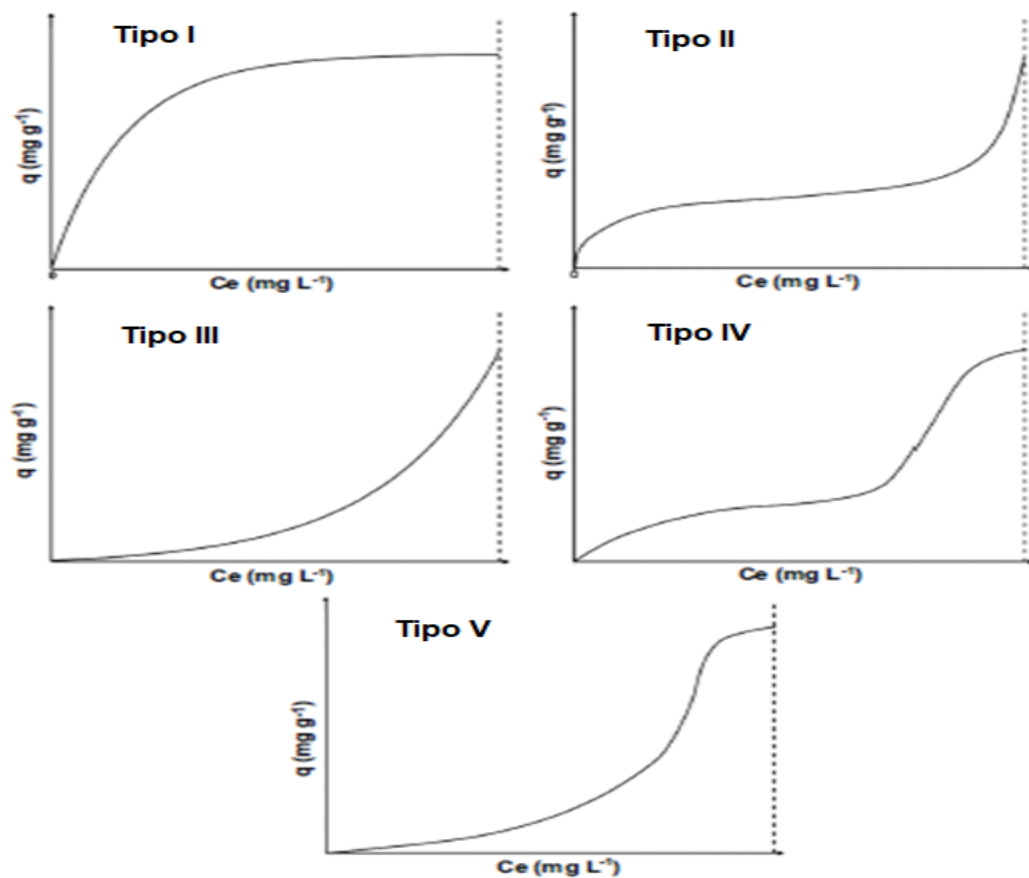 Tipo I
q (mg g⁻¹)
Ce (mg L⁻¹)
Tipo II
q (mg g⁻¹)
Ce (mg L⁻¹)
Tipo III
q (mg g⁻¹)
Ce (mg L⁻¹)
Tipo IV
q (mg g⁻¹)
Ce (mg L⁻¹)
Tipo V
q (mg g⁻¹)
Ce (mg L⁻¹)